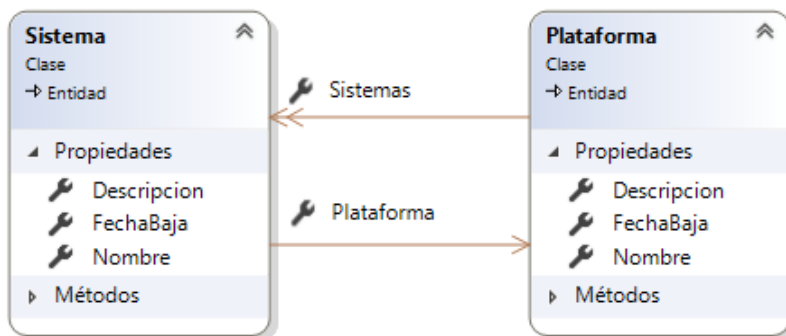 Sistema
Clase
Entidad
Propiedades
Descripcion
FechaBaja
Nombre
Métodos
Sistemas
Plataforma
Plataforma
Clase
Entidad
Propiedades
Descripcion
FechaBaja
Nombre
Métodos